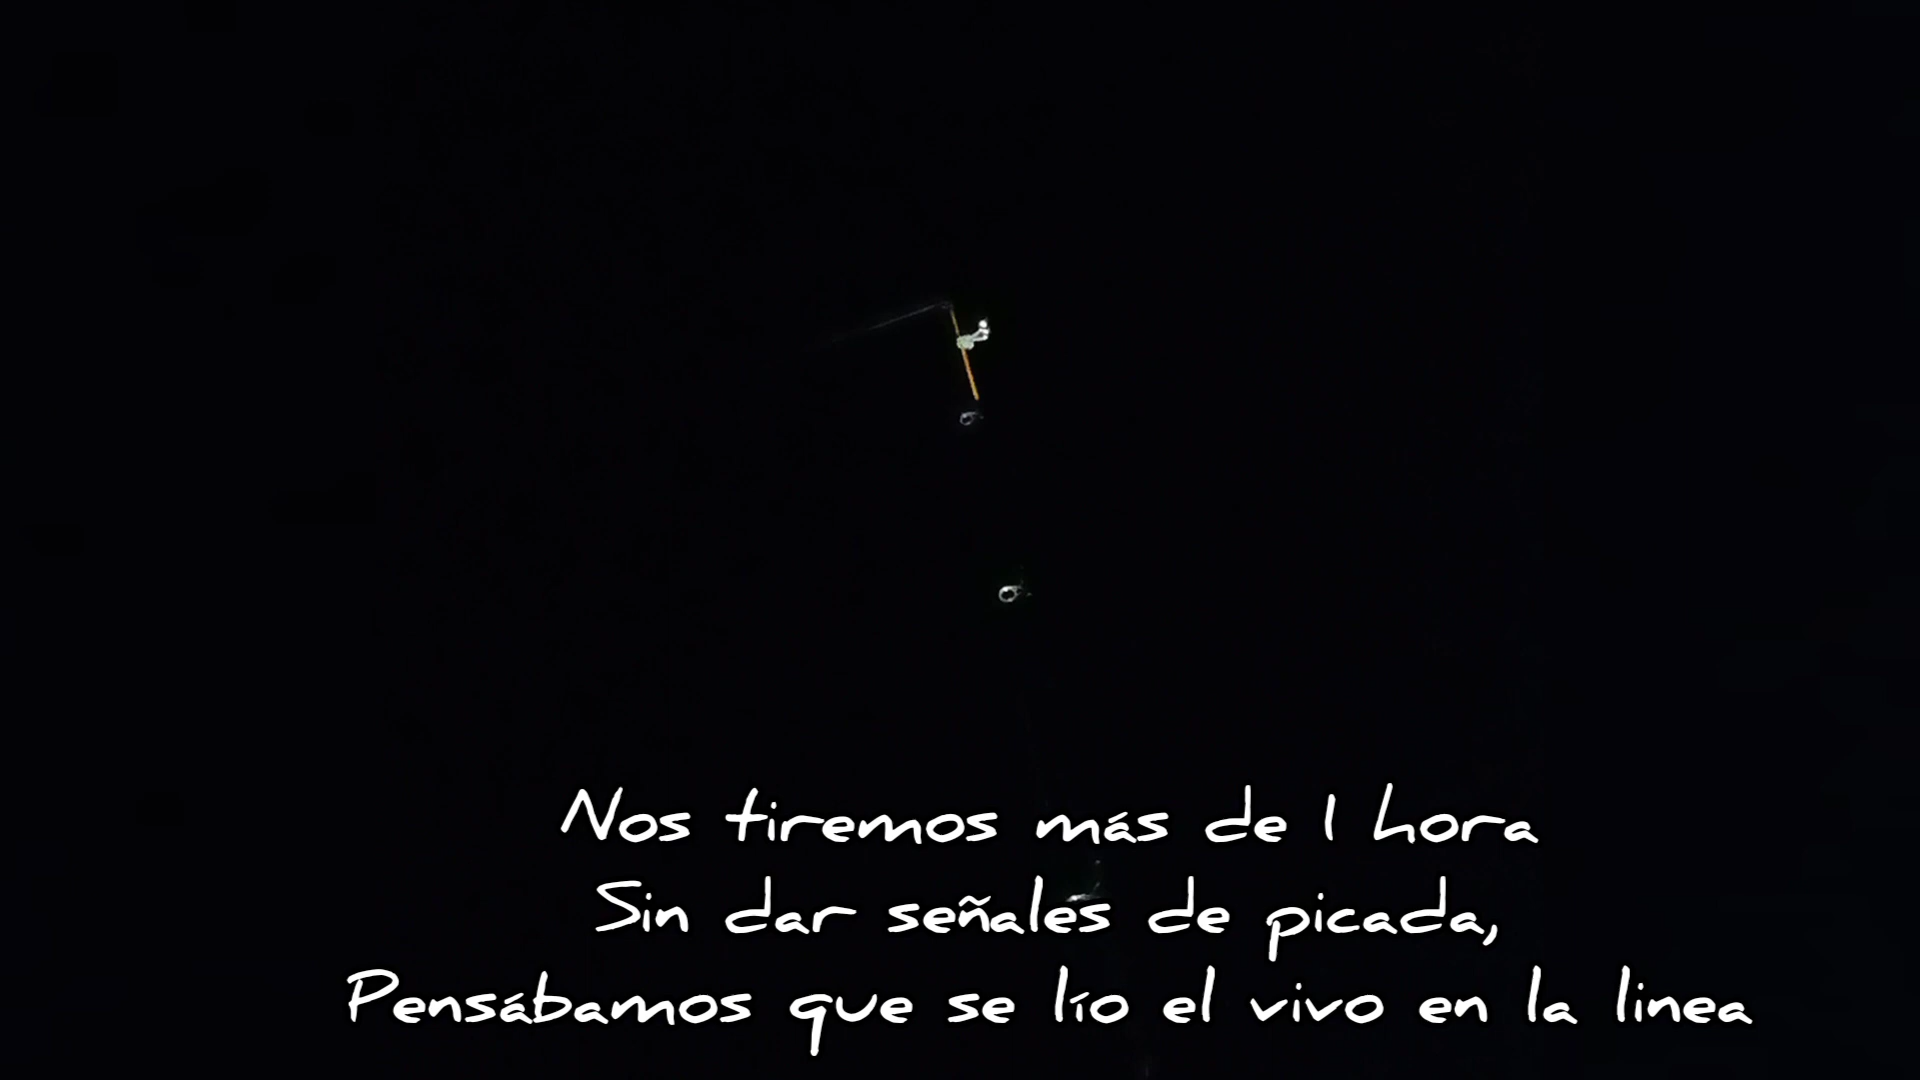 Nos tiremos más de 1 hora
Sin dar señales de picada,
Pensábamos que se lío el vivo en la linea